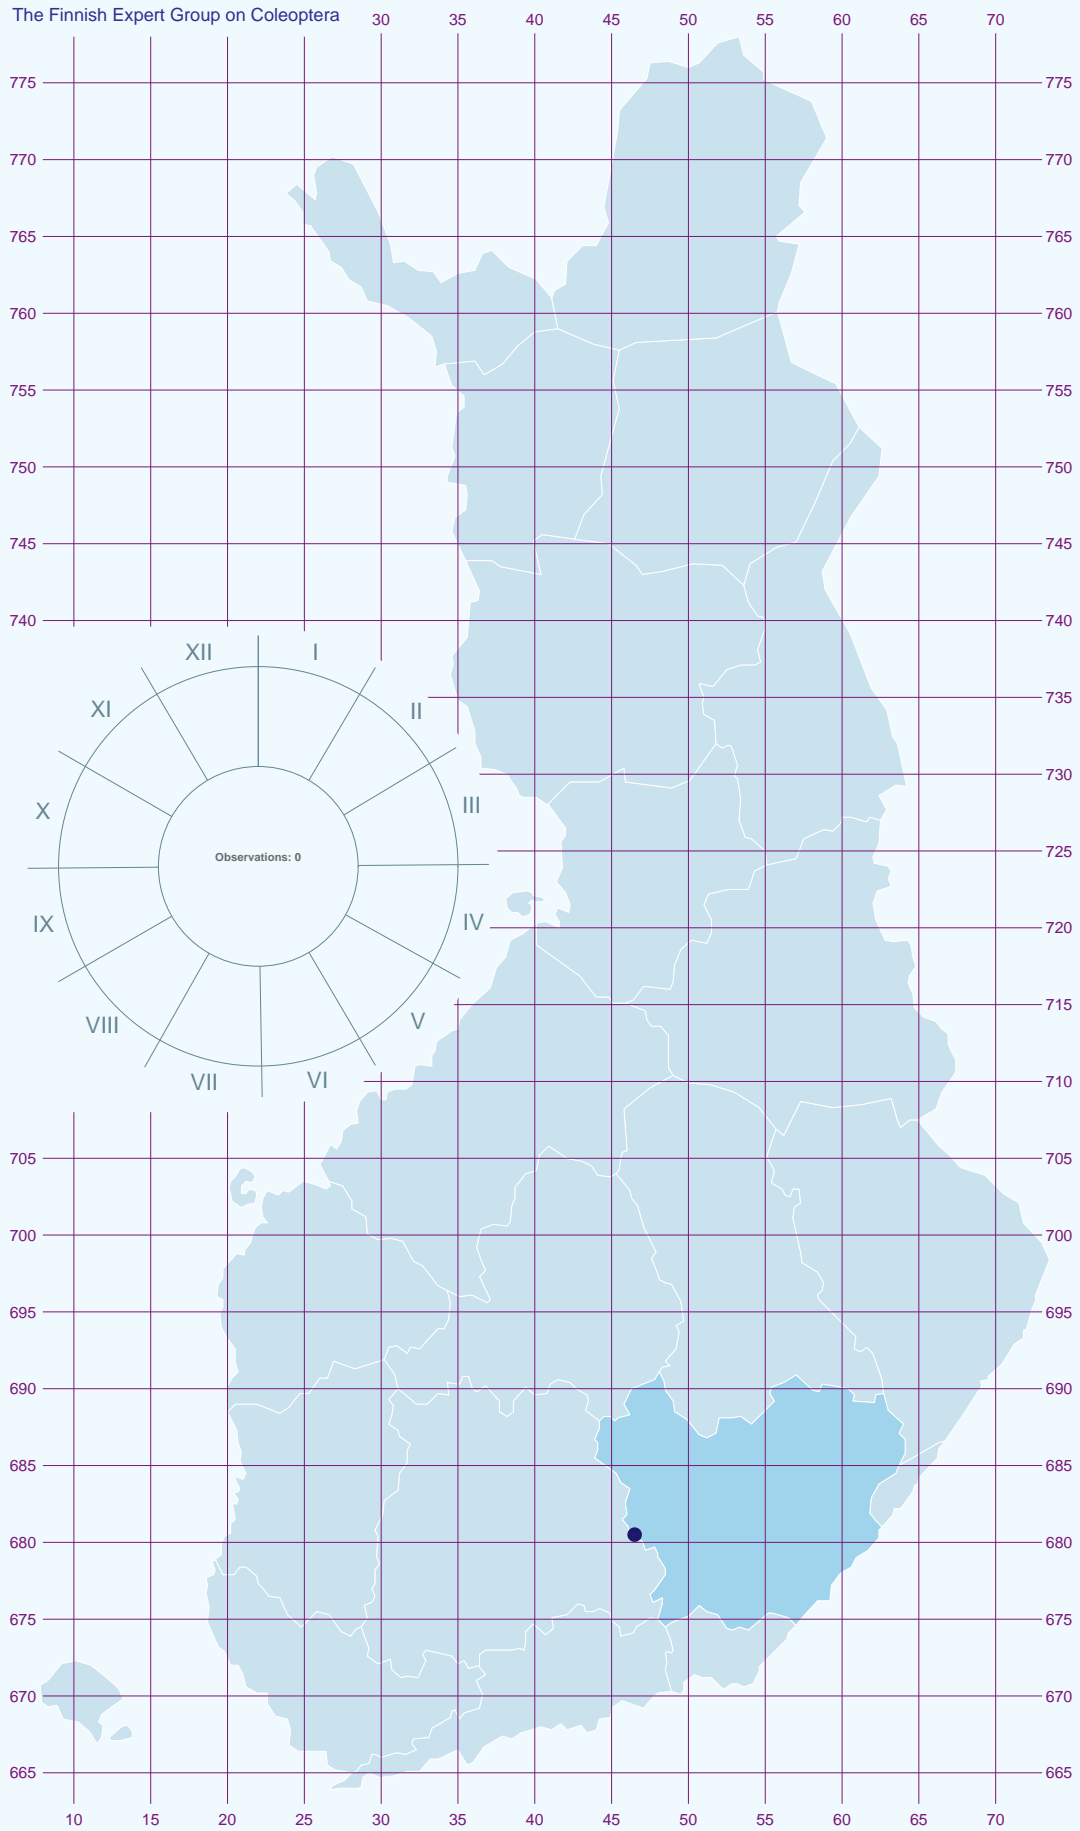 The Finnish Expert Group on Coleoptera
30 35 40 45 50 55 60 65 70
775 775
770 770
765 765
760 760
755 755
750 750
745 745
740 740
XII I
XI II
735
730
X III
725
Observations: 0
IX IV
720
715
VIII V
VII VI
710
705 705
700 700
695 695
690 690
685 685
680 680
675 675
670 670
665 665
10 15 20 25 30 35 40 45 50 55 60 65 70